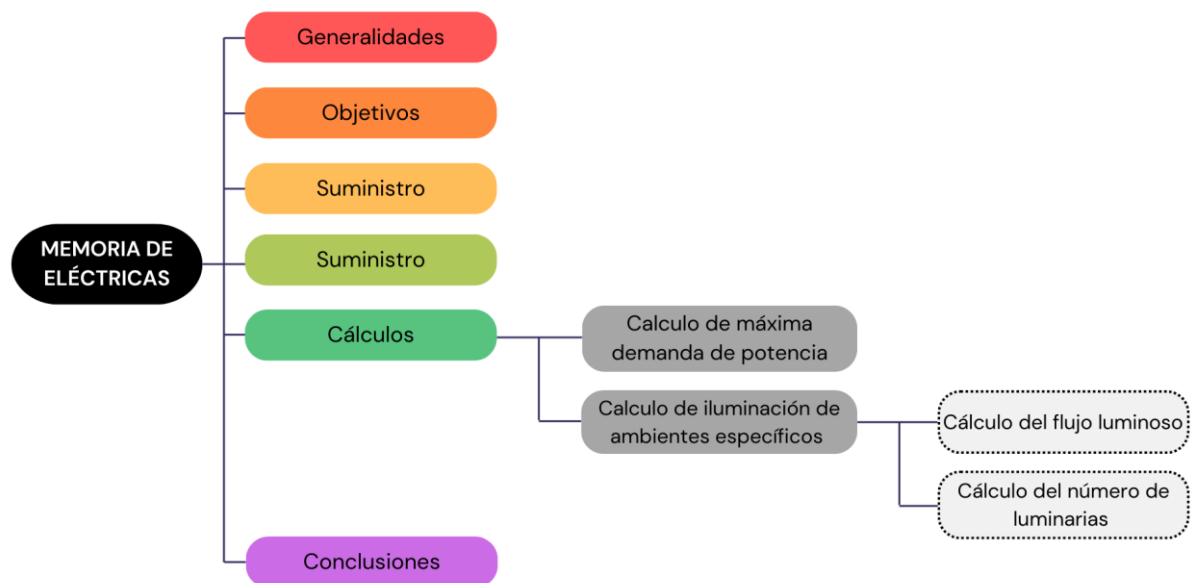 MEMORIA DE
ELÉCTRICAS
Generalidades
Objetivos
Suministro
Suministro
Cálculos
Calculo de máxima
demanda de potencia
Calculo de iluminación de
ambientes específicos
Cálculo del flujo luminoso
Cálculo del número de
luminarias
Conclusiones